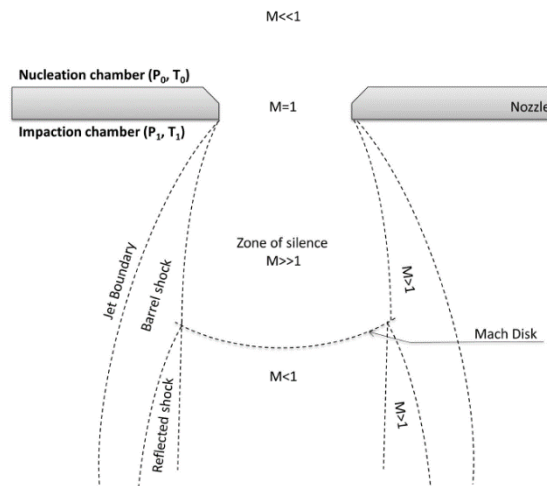 M<<1
Nucleation chamber (P₀, T₀)
M=1
Nozzle
Impaction chamber (P₁, T₁)
Zone of silence
M>>1
Jet Boundary
Barrel shock
M>1
Mach Disk
M<1
Reflected shock
M>1